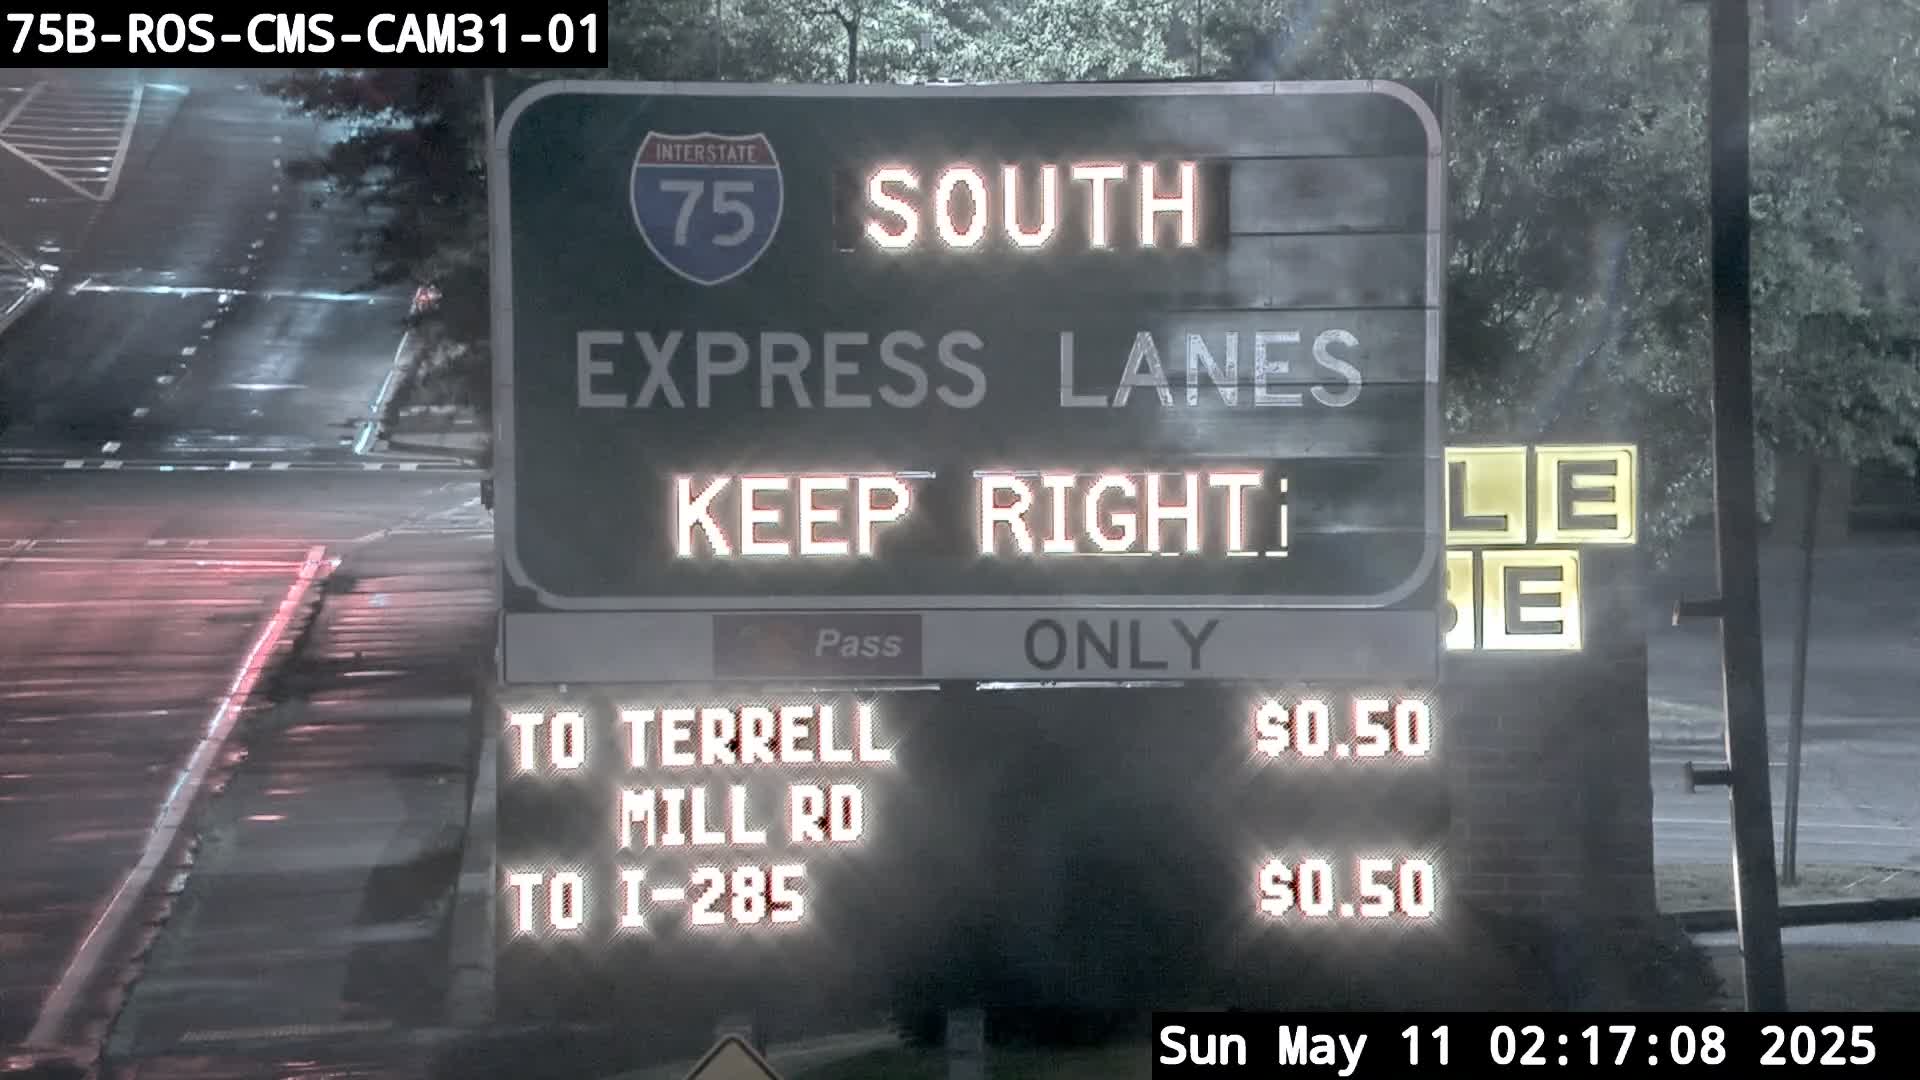 75B-ROS-CMS-CAM31-01
INTERSTATE
75
SOUTH
EXPRESS LANES
KEEP RIGHT
Pass ONLY
TO TERRELL $0.50
MILL RD
TO I-285 $0.50
LE
E
Sun May 11 02:17:08 2025